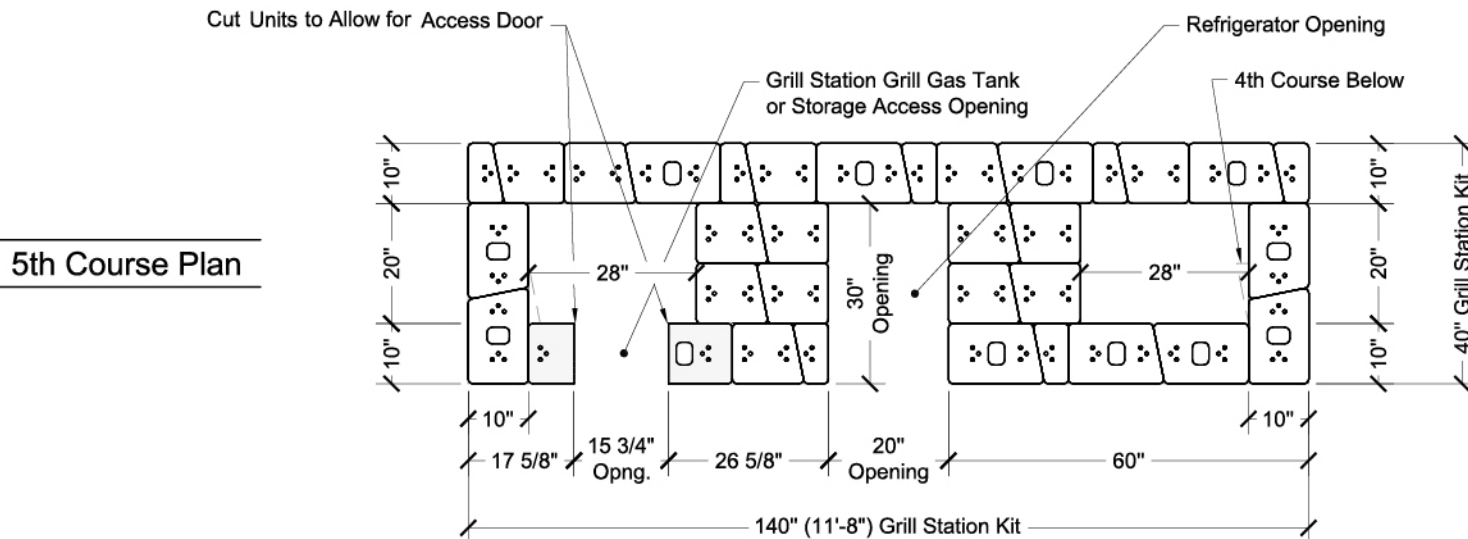 Cut Units to Allow for Access Door
Refrigerator Opening
Grill Station Grill Gas Tank
or Storage Access Opening
4th Course Below
5th Course Plan
10"
20"
10"
28"
30"
Opening
28"
10"
20"
10"
40" Grill Station Kit
10"
10"
17 5/8"
15 3/4"
Opng.
26 5/8"
20"
Opening
60"
140" (11'-8") Grill Station Kit